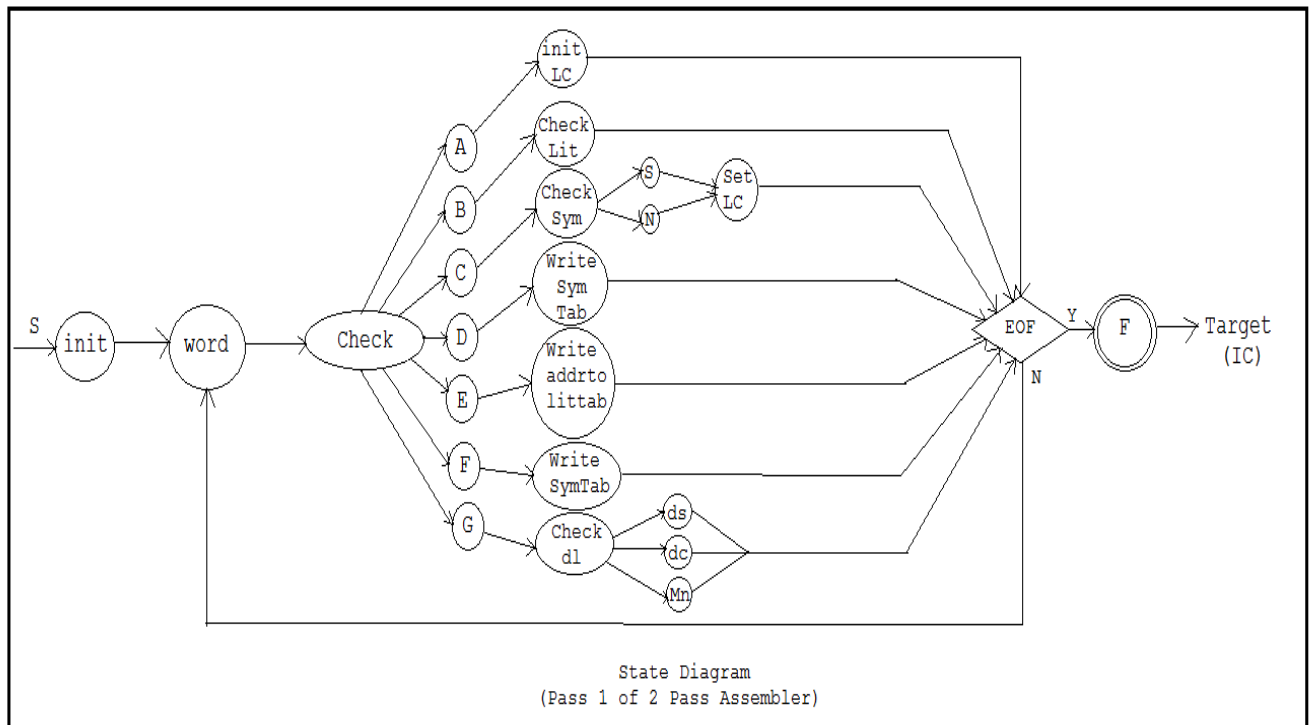 init
LC
A
Check
Lit
B
Check
Sym
S
N
Set
LC
C
Write
Sym
Tab
S
init
word
Check
D
EOF
Y
F
Target
(IC)
N
E
Write
addrto
littab
F
Write
SymTab
G
Check
dl
ds
dc
Mn
State Diagram
(Pass 1 of 2 Pass Assembler)